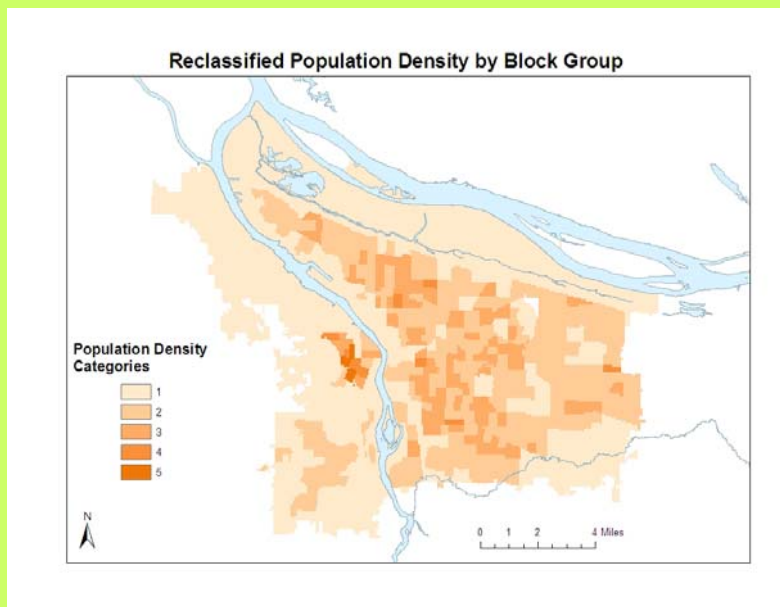 Reclassified Population Density by Block Group
Population Density
Categories
1
2
3
4
5
N
0 1 2 4 Miles